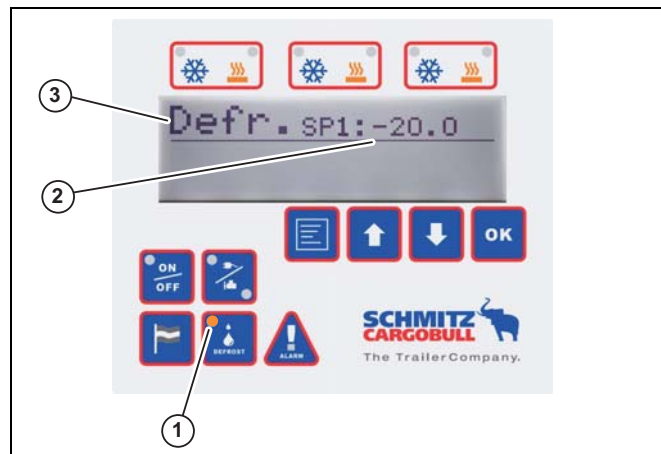 3
Defr. SP1:-20.0
2
OK
ON
OFF
DEFROST
ALARM
SCHMITZ
CARGOBULL
The TrailerCompany.
1